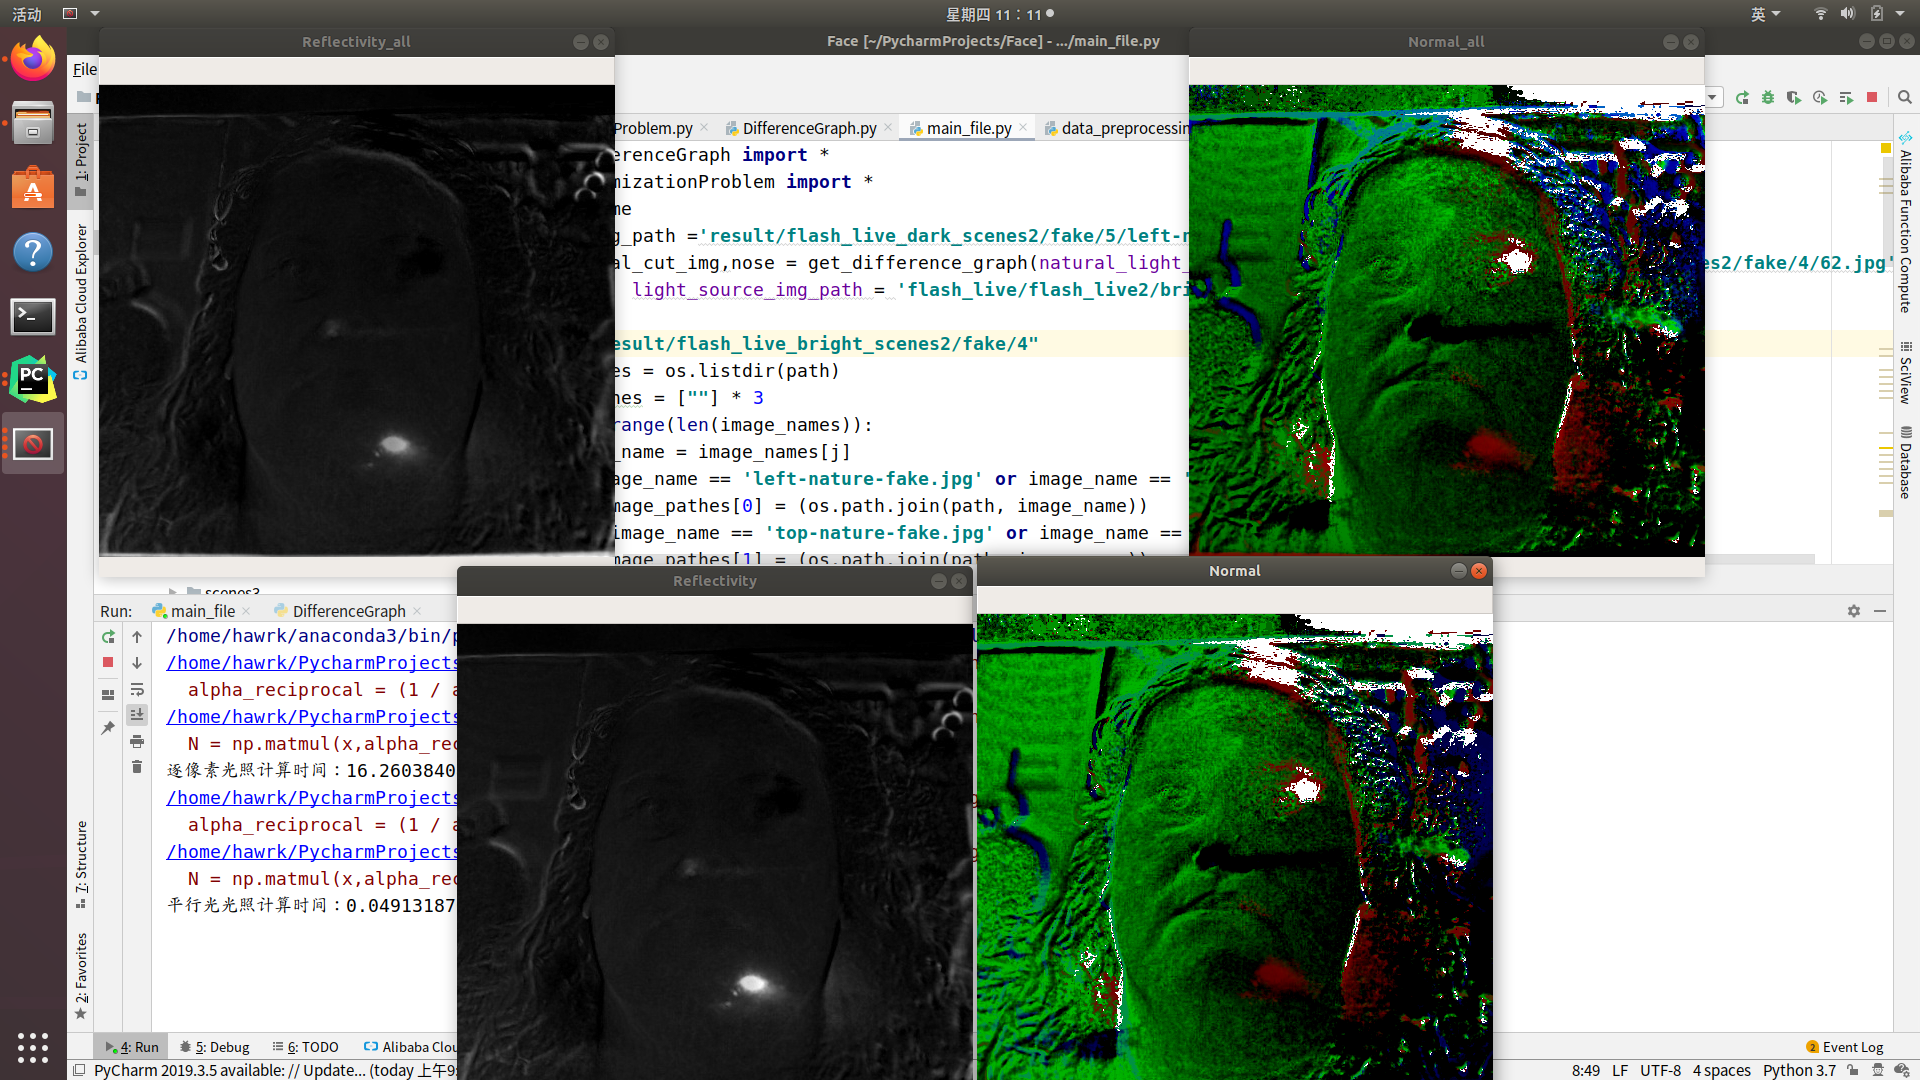 活动
星期四 11：11
英
Reflectivity_all
Face [~/PycharmProjects/Face] - .../main_file.py
Normal_all
File
Problem.py
DifferenceGraph.py
main_file.py
data_preprocessin
erenceGraph import *
mizationProblem import *
me
g_path ='result/flash_live_dark_scenes2/fake/5/left-n
al_cut_img,nose = get_difference_graph(natural_light_
es2/fake/4/62.jpg'
light_source_img_path = 'flash_live/flash_live2/bri
esult/flash_live_bright_scenes2/fake/4"
es = os.listdir(path)
nes = [""] * 3
range(len(image_names)):
_name = image_names[j]
age_name == 'left-nature-fake.jpg' or image_name == '
mage_pathes[0] = (os.path.join(path, image_name))
image_name == 'top-nature-fake.jpg' or image_name ==
mage_pathes[1] = (os.path.join(path, image_name))
scenes3
1: Project
Alibaba Cloud Explorer
7: Structure
2: Favorites
Alibaba Function Compute
SciView
Database
Run:
main_file
DifferenceGraph
Reflectivity
Normal
/home/hawrk/anaconda3/bin/p
/home/hawrk/PycharmProjects
alpha_reciprocal = (1 / a
/home/hawrk/PycharmProjects
N = np.matmul(x,alpha_rec
逐像素光照计算时间：16.2603840
/home/hawrk/PycharmProjects
alpha_reciprocal = (1 / a
/home/hawrk/PycharmProjects
N = np.matmul(x,alpha_rec
平行光光照计算时间：0.04913187
4: Run
5: Debug
6: TODO
Alibaba Clou
2 Event Log
PyCharm 2019.3.5 available: // Update... (today 上午9:
8:49
LF
UTF-8
4 spaces
Python 3.7